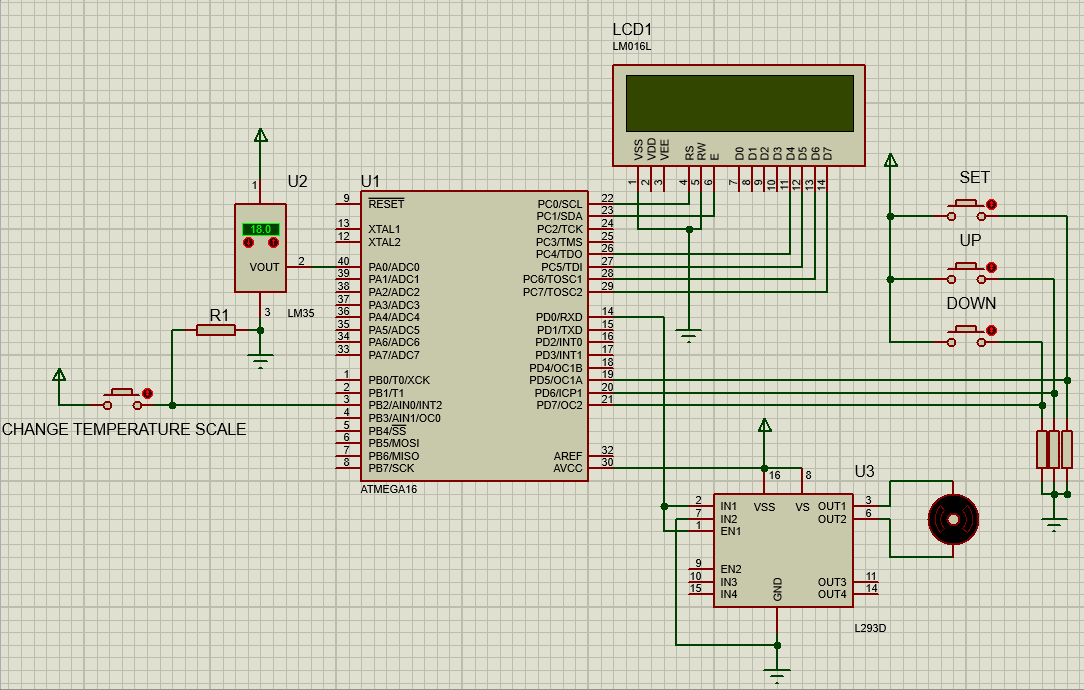 LCD1
LM016L
VSS VDD VEE RS RW E D0 D1 D2 D3 D4 D5 D6 D7
1 2 3 4 5 6 7 8 9 10 11 12 13 14
U2
1
18.0
VOUT 2
3
LM35
R1
CHANGE TEMPERATURE SCALE
U1
9 RESET
13 XTAL1
12 XTAL2
40 PA0/ADC0
39 PA1/ADC1
38 PA2/ADC2
37 PA3/ADC3
36 PA4/ADC4
35 PA5/ADC5
34 PA6/ADC6
33 PA7/ADC7
1 PB0/T0/XCK
2 PB1/T1
3 PB2/AIN0/INT2
4 PB3/AIN1/OC0
5 PB4/SS
6 PB5/MOSI
7 PB6/MISO
8 PB7/SCK
PC0/SCL 22
PC1/SDA 23
PC2/TCK 24
PC3/TMS 25
PC4/TDO 26
PC5/TDI 27
PC6/TOSC1 28
PC7/TOSC2 29
PD0/RXD 14
PD1/TXD 15
PD2/INT0 16
PD3/INT1 17
PD4/OC1B 18
PD5/OC1A 19
PD6/ICP1 20
PD7/OC2 21
AREF 32
AVCC 30
ATMEGA16
SET
UP
DOWN
U3
16 8
VSS VS
2 IN1
7 IN2
1 EN1
9 EN2
10 IN3
15 IN4
OUT1 3
OUT2 6
OUT3 11
OUT4 14
GND
L293D